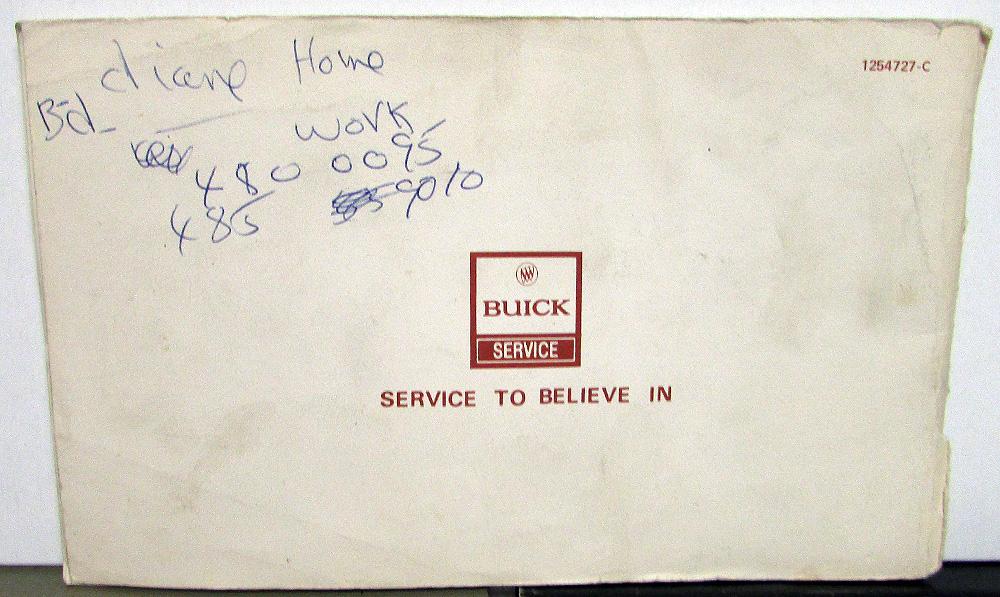 diane Home
1254727-C
Bd
work
480 0095
485 9010
BUICK
SERVICE
SERVICE TO BELIEVE IN